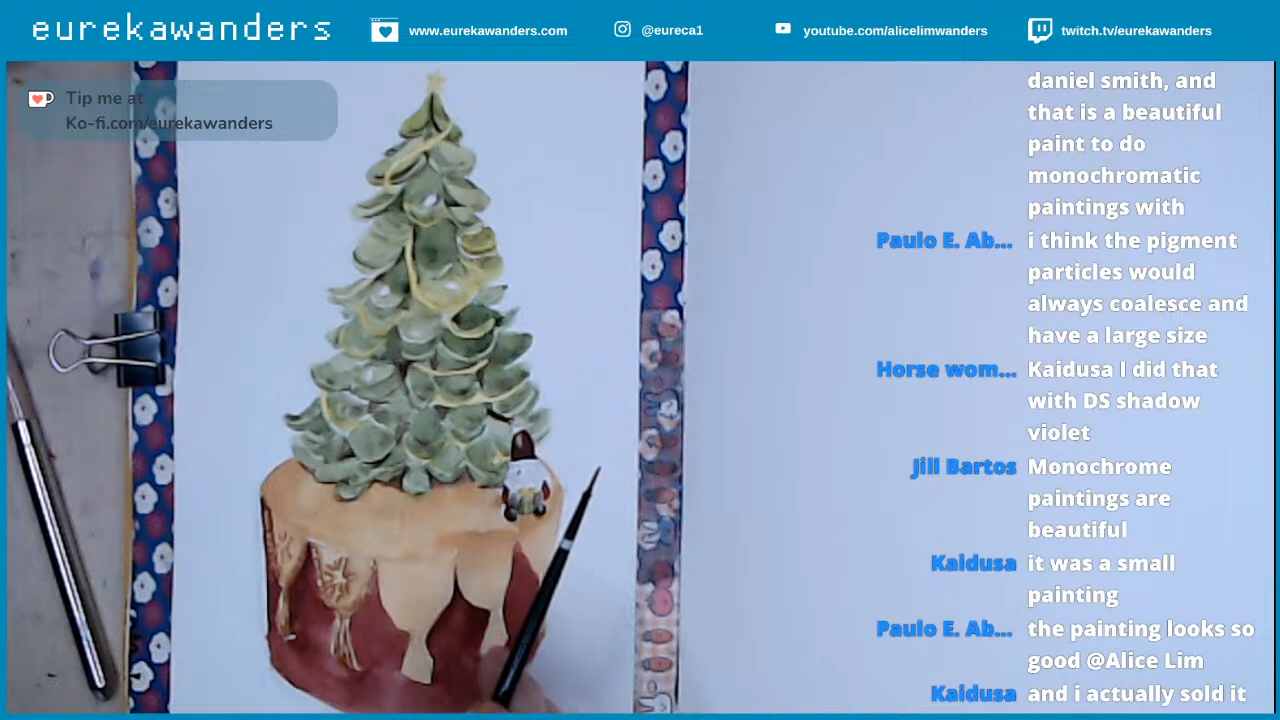 eurekawanders
www.eurekawanders.com
@eureca1
youtube.com/alicelimwanders
twitch.tv/eurekawanders
Tip me at
Ko-fi.com/eurekawanders
daniel smith, and
that is a beautiful
paint to do
monochromatic
paintings with
Paulo E. Ab... i think the pigment
particles would
always coalesce and
have a large size
Horse wom... Kaidusa I did that
with DS shadow
violet
Jill Bartos Monochrome
paintings are
beautiful
Kaidusa it was a small
painting
Paulo E. Ab... the painting looks so
good @Alice Lim
Kaidusa and i actually sold it